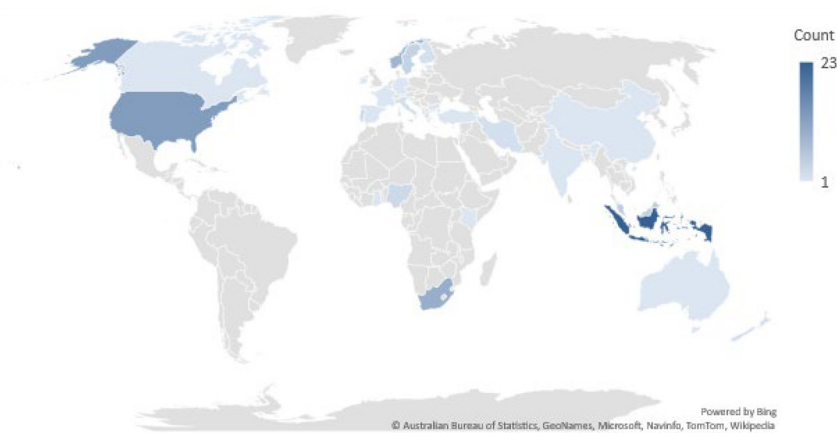 Count
23
1
Powered by Bing
© Australian Bureau of Statistics, GeoNames, Microsoft, Navinfo, TomTom, Wikipedia